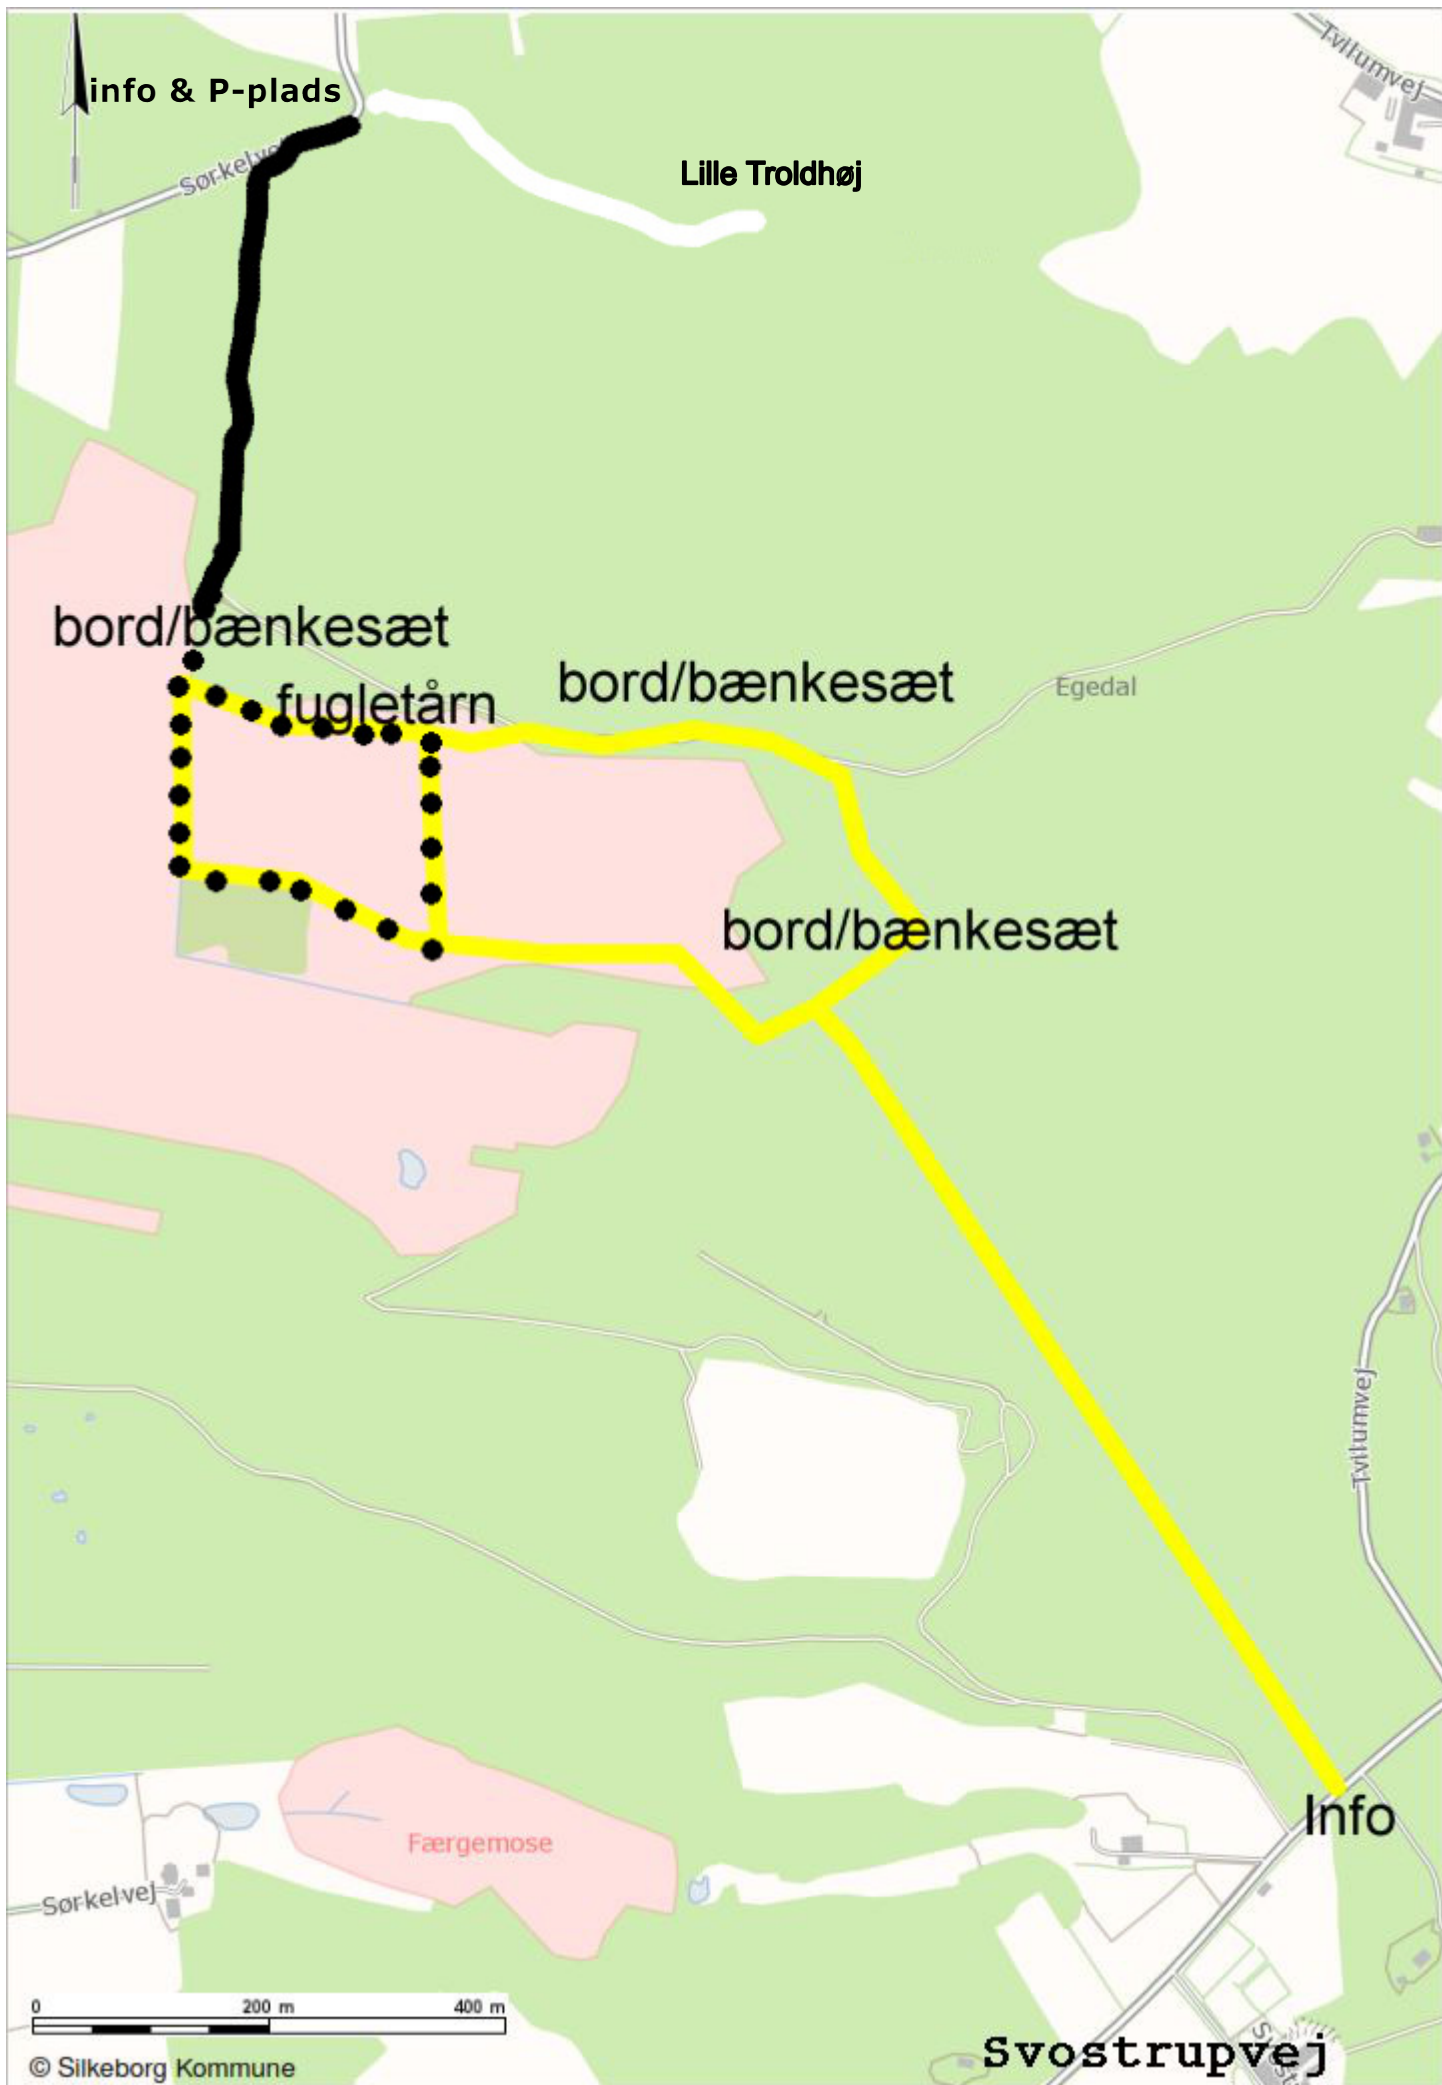 Tvilumvej
info & P-plads
Sørkelvej
Lille Troldhøj
bord/bænkesæt
bord/bænkesæt
Egedal
fugletårn
bord/bænkesæt
Tvilumvej
Info
Færgemose
Sørkelvej
0 200 m 400 m
Svostrupvej
© Silkeborg Kommune